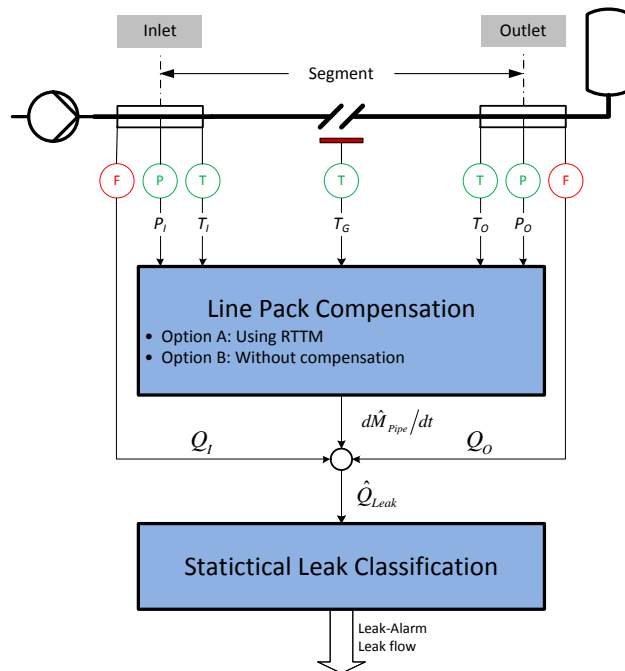 Inlet
Outlet
Segment
F
P
T
T
T
P
F
P_I
T_I
T_G
T_O
P_O
Line Pack Compensation
• Option A: Using RTTM
• Option B: Without compensation
dM̂_Pipe/dt
Q_I
Q_O
Q̂_Leak
Statictical Leak Classification
Leak-Alarm
Leak flow